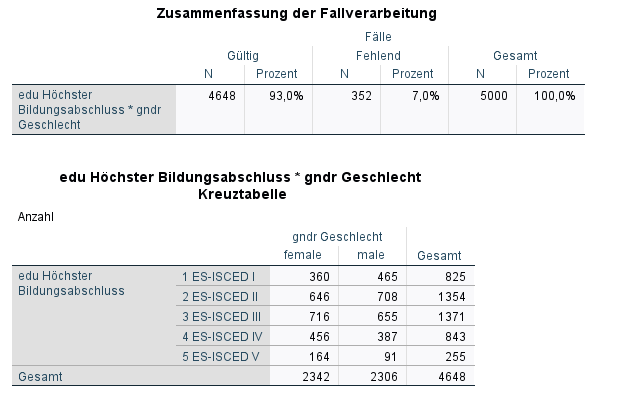 Zusammenfassung der Fallverarbeitung
Fälle
Gültig Fehlend Gesamt
N Prozent N Prozent N Prozent
edu Höchster Bildungsabschluss * gndr Geschlecht 4648 93,0% 352 7,0% 5000 100,0%
edu Höchster Bildungsabschluss * gndr Geschlecht
Kreuztabelle
Anzahl
gndr Geschlecht
female male Gesamt
edu Höchster Bildungsabschluss 1 ES-ISCED I 360 465 825
2 ES-ISCED II 646 708 1354
3 ES-ISCED III 716 655 1371
4 ES-ISCED IV 456 387 843
5 ES-ISCED V 164 91 255
Gesamt 2342 2306 4648